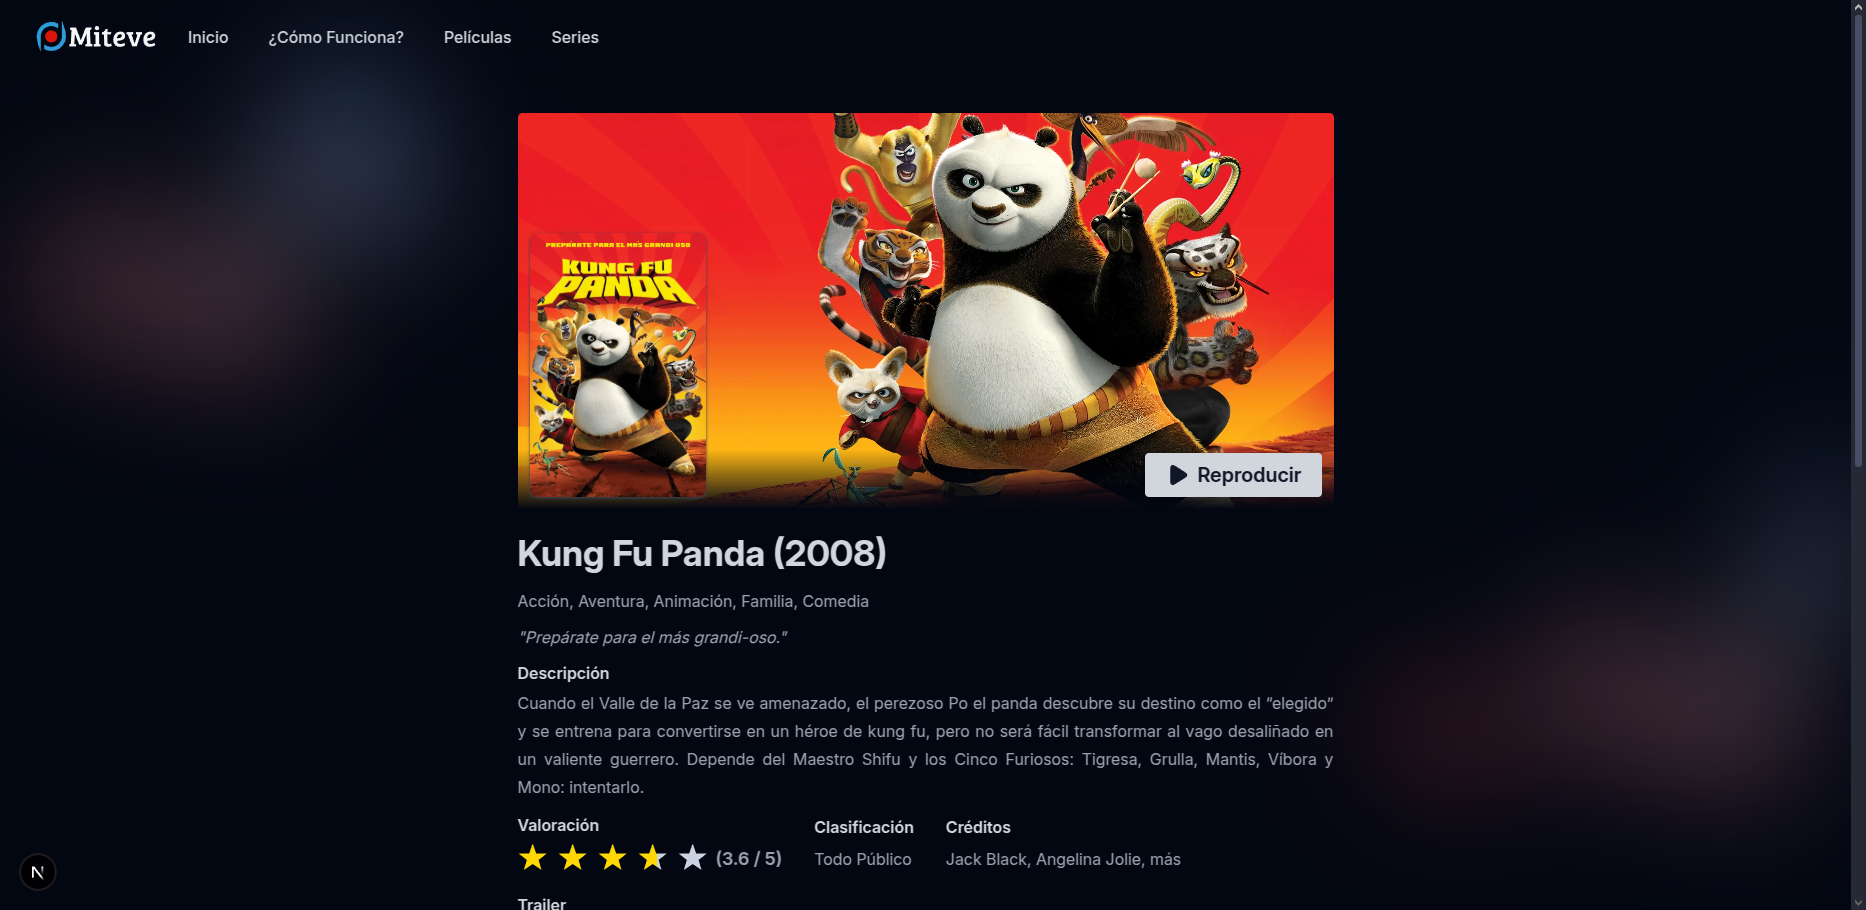 Miteve
Inicio
¿Cómo Funciona?
Películas
Series
PREPÁRATE PARA EL MÁS GRANDI-OSO
KUNG FU
PANDA
Reproducir
Kung Fu Panda (2008)
Acción, Aventura, Animación, Familia, Comedia
"Prepárate para el más grandi-oso."
Descripción
Cuando el Valle de la Paz se ve amenazado, el perezoso Po el panda descubre su destino como el “elegido”
y se entrena para convertirse en un héroe de kung fu, pero no será fácil transformar al vago desaliñado en
un valiente guerrero. Depende del Maestro Shifu y los Cinco Furiosos: Tigresa, Grulla, Mantis, Víbora y
Mono: intentarlo.
Valoración
(3.6 / 5)
Clasificación
Todo Público
Créditos
Jack Black, Angelina Jolie, más
N
Trailer